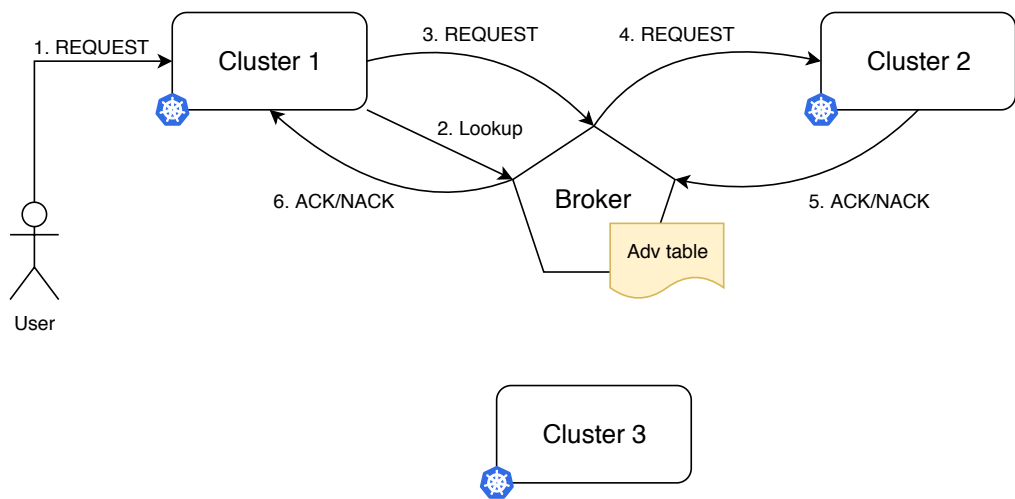 1. REQUEST
Cluster 1
3. REQUEST
4. REQUEST
Cluster 2
2. Lookup
6. ACK/NACK
Broker
5. ACK/NACK
Adv table
User
Cluster 3